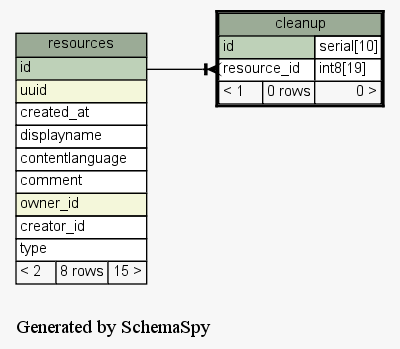 resources
id
uuid
created_at
displayname
contentlanguage
comment
owner_id
creator_id
type
< 2 8 rows 15 >
cleanup
id serial[10]
resource_id int8[19]
< 1 0 rows 0 >
Generated by SchemaSpy